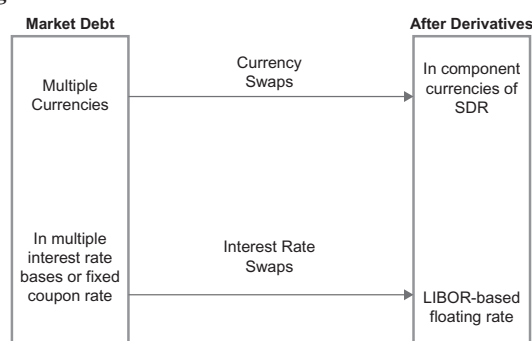 Market Debt
After Derivatives
Multiple
Currencies
Currency
Swaps
In component
currencies of
SDR
In multiple
interest rate
bases or fixed
coupon rate
Interest Rate
Swaps
LIBOR-based
floating rate